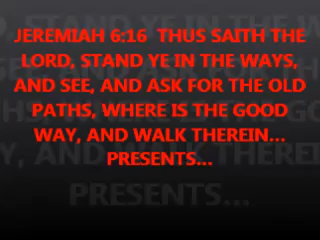 JEREMIAH 6:16 THUS SAITH THE
LORD, STAND YE IN THE WAYS,
AND SEE, AND ASK FOR THE OLD
PATHS, WHERE IS THE GOOD
WAY, AND WALK THEREIN...
PRESENTS...
PRESENTS...